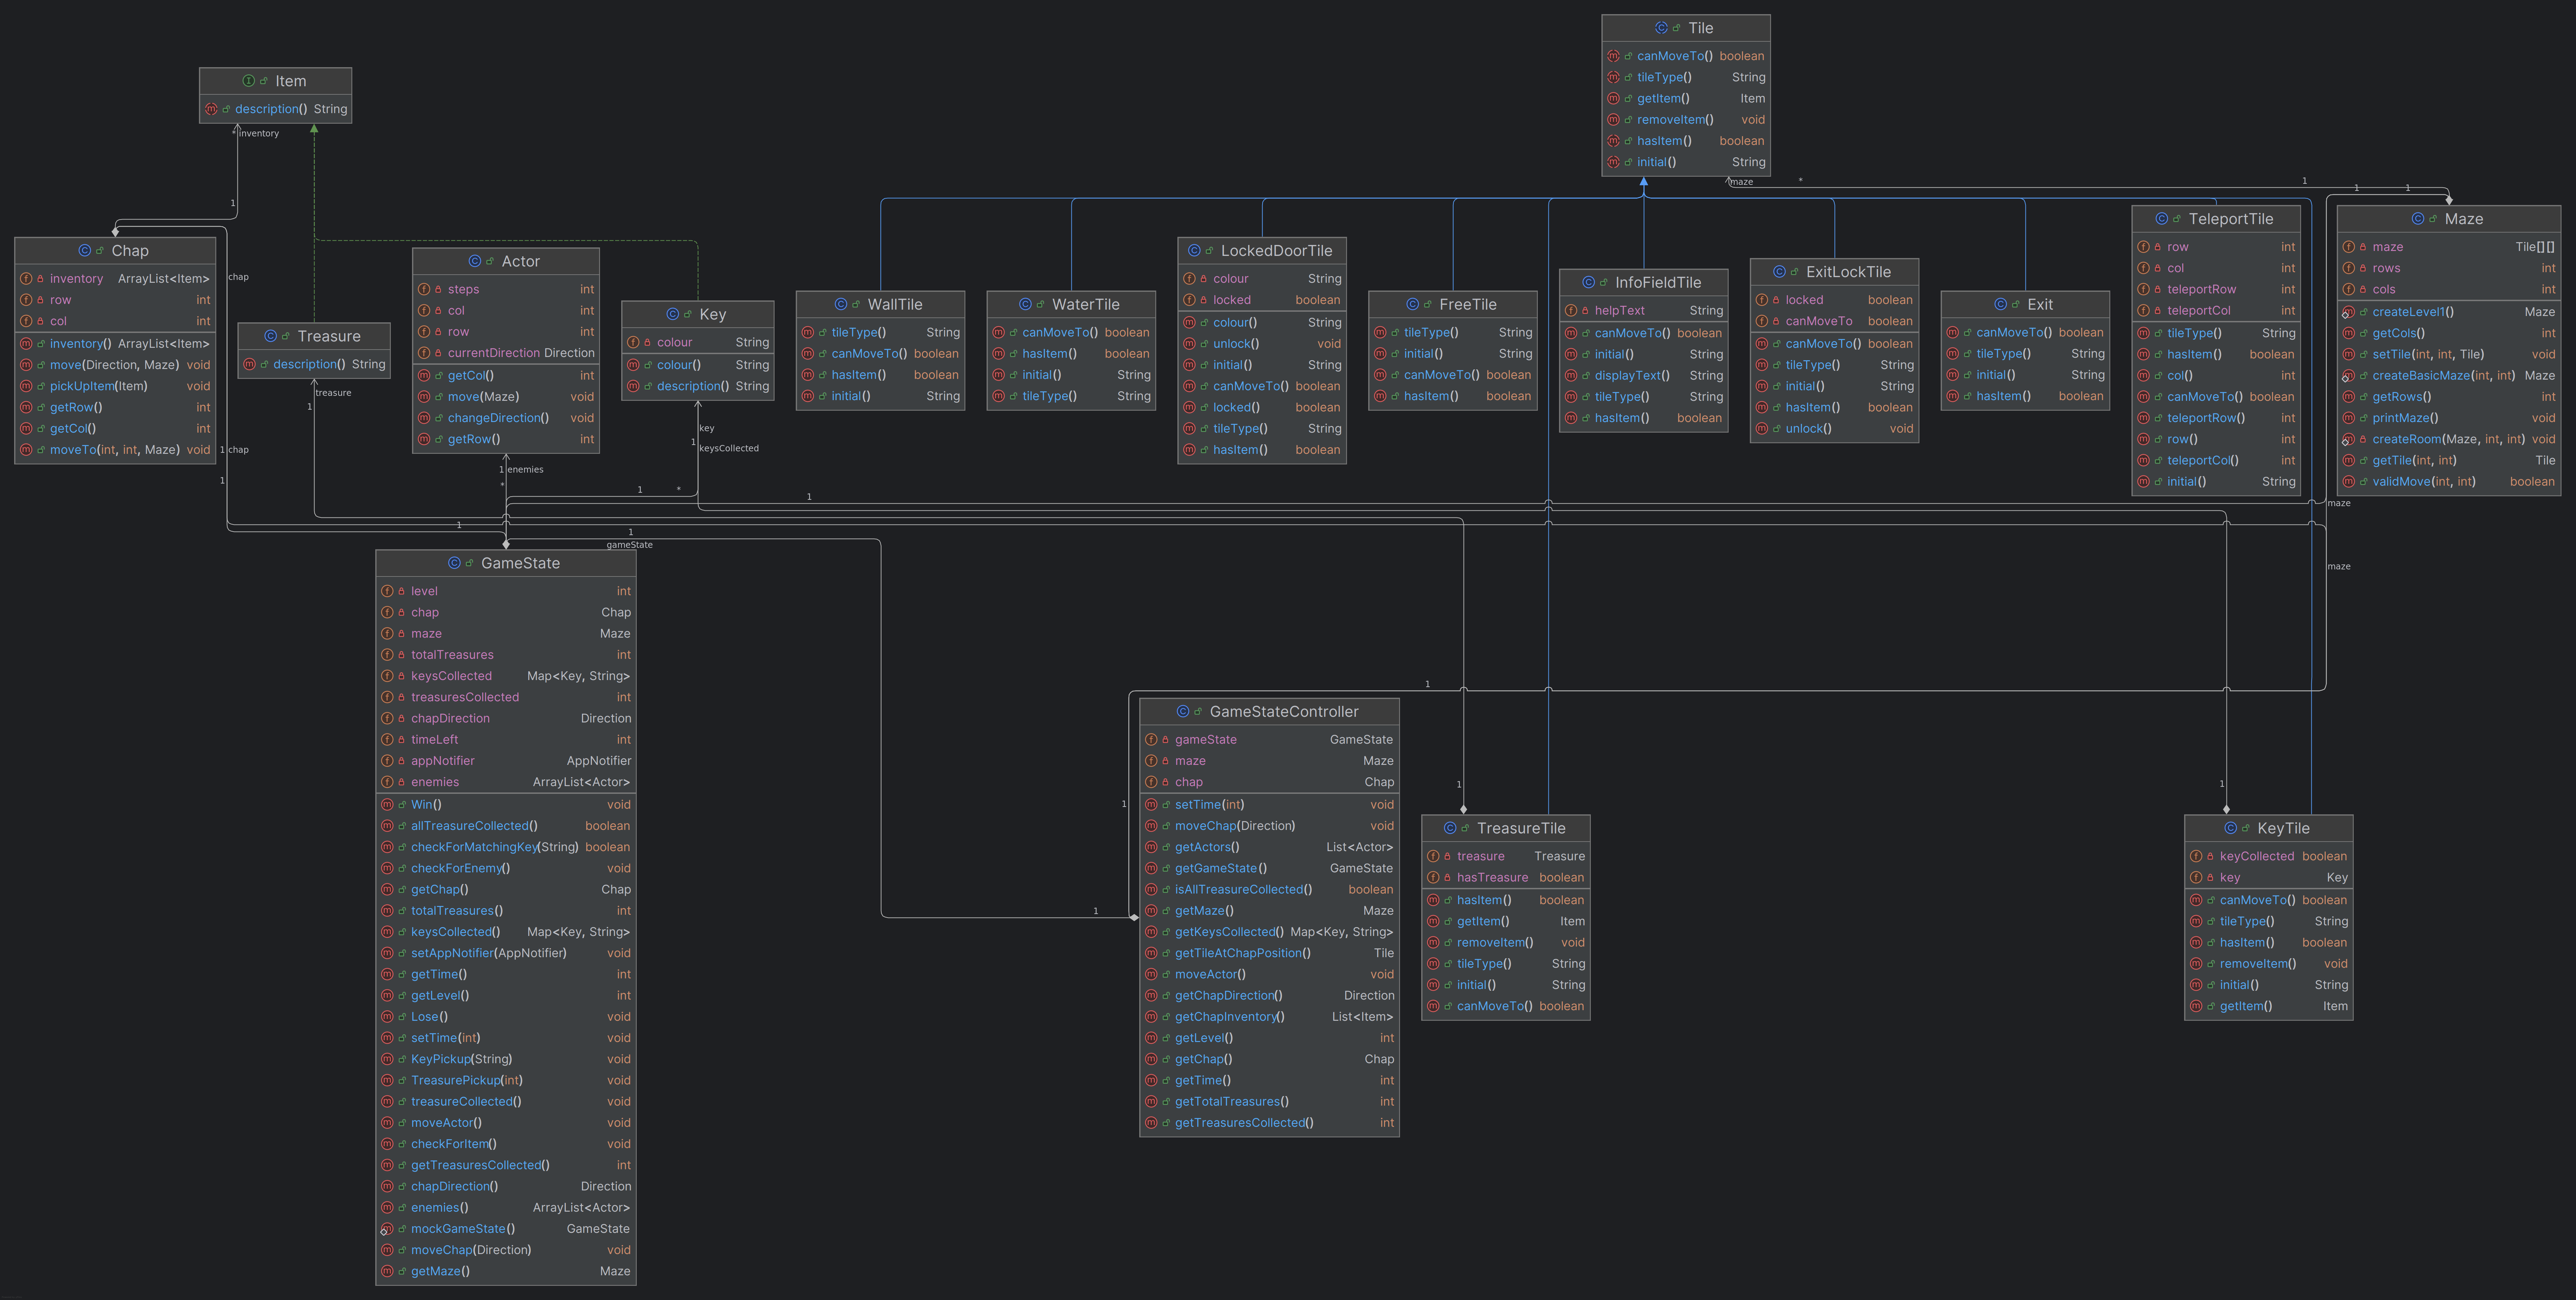 Tile
canMoveTo() boolean
tileType() String
getItem() Item
removeItem() void
hasItem() boolean
initial() String
Item
description() String
* inventory
1
maze
*
1
1
1
Chap
inventory ArrayList<Item>
row int
col int
inventory() ArrayList<Item>
move(Direction, Maze) void
pickUpItem(Item) void
getRow() int
getCol() int
moveTo(int, int, Maze) void
chap
1 chap
1
Treasure
description() String
treasure
1
Actor
steps int
col int
row int
currentDirection Direction
getCol() int
move(Maze) void
changeDirection() void
getRow() int
1 enemies
*
Key
colour String
colour() String
description() String
key
1 keysCollected
1 *
WallTile
tileType() String
canMoveTo() boolean
hasItem() boolean
initial() String
WaterTile
canMoveTo() boolean
hasItem() boolean
initial() String
tileType() String
LockedDoorTile
colour String
locked boolean
colour() String
unlock() void
initial() String
canMoveTo() boolean
locked() boolean
tileType() String
hasItem() boolean
FreeTile
tileType() String
initial() String
canMoveTo() boolean
hasItem() boolean
InfoFieldTile
helpText String
canMoveTo() boolean
initial() String
displayText() String
tileType() String
hasItem() boolean
ExitLockTile
locked boolean
canMoveTo boolean
canMoveTo() boolean
tileType() String
initial() String
hasItem() boolean
unlock() void
Exit
canMoveTo() boolean
tileType() String
initial() String
hasItem() boolean
TeleportTile
row int
col int
teleportRow int
teleportCol int
tileType() String
hasItem() boolean
col() int
canMoveTo() boolean
teleportRow() int
row() int
teleportCol() int
initial() String
Maze
maze Tile[][]
rows int
cols int
createLevel1() Maze
getCols() int
setTile(int, int, Tile) void
createBasicMaze(int, int) Maze
getRows() int
printMaze() void
createRoom(Maze, int, int) void
getTile(int, int) Tile
validMove(int, int) boolean
1
maze
1
1
gameState
maze
GameState
level int
chap Chap
maze Maze
totalTreasures int
keysCollected Map<Key, String>
treasuresCollected int
chapDirection Direction
timeLeft int
appNotifier AppNotifier
enemies ArrayList<Actor>
Win() void
allTreasureCollected() boolean
checkForMatchingKey(String) boolean
checkForEnemy() void
getChap() Chap
totalTreasures() int
keysCollected() Map<Key, String>
setAppNotifier(AppNotifier) void
getTime() int
getLevel() int
Lose() void
setTime(int) void
KeyPickup(String) void
TreasurePickup(int) void
treasureCollected() void
moveActor() void
checkForItem() void
getTreasuresCollected() int
chapDirection() Direction
enemies() ArrayList<Actor>
mockGameState() GameState
moveChap(Direction) void
getMaze() Maze
1
1
1
GameStateController
gameState GameState
maze Maze
chap Chap
setTime(int) void
moveChap(Direction) void
getActors() List<Actor>
getGameState() GameState
isAllTreasureCollected() boolean
getMaze() Maze
getKeysCollected() Map<Key, String>
getTileAtChapPosition() Tile
moveActor() void
getChapDirection() Direction
getChapInventory() List<Item>
getLevel() int
getChap() Chap
getTime() int
getTotalTreasures() int
getTreasuresCollected() int
1
TreasureTile
treasure Treasure
hasTreasure boolean
hasItem() boolean
getItem() Item
removeItem() void
tileType() String
initial() String
canMoveTo() boolean
1
KeyTile
keyCollected boolean
key Key
canMoveTo() boolean
tileType() String
hasItem() boolean
removeItem() void
initial() String
getItem() Item